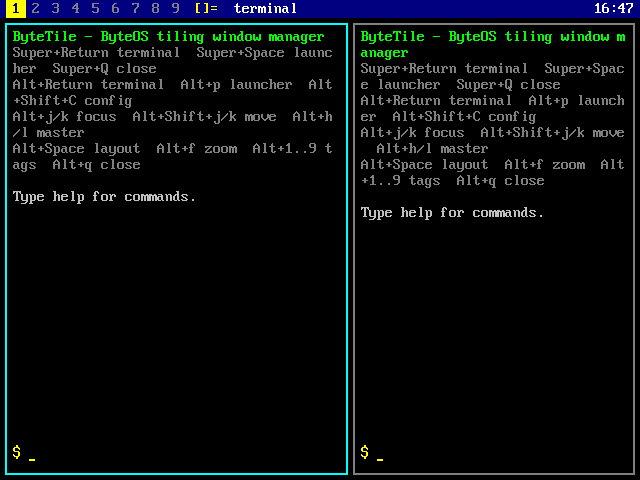 1 2 3 4 5 6 7 8 9 []= terminal 16:47
ByteTile - ByteOS tiling window manager
Super+Return terminal  Super+Space launc
her  Super+Q close
Alt+Return terminal  Alt+p launcher  Alt
+Shift+C config
Alt+j/k focus  Alt+Shift+j/k move  Alt+h
/l master
Alt+Space layout  Alt+f zoom  Alt+1..9 t
ags  Alt+q close
Type help for commands.
$ _
ByteTile - ByteOS tiling window m
anager
Super+Return terminal  Super+Spac
e launcher  Super+Q close
Alt+Return terminal  Alt+p launch
er  Alt+Shift+C config
Alt+j/k focus  Alt+Shift+j/k move
  Alt+h/l master
Alt+Space layout  Alt+f zoom  Alt
+1..9 tags  Alt+q close
Type help for commands.
$ _